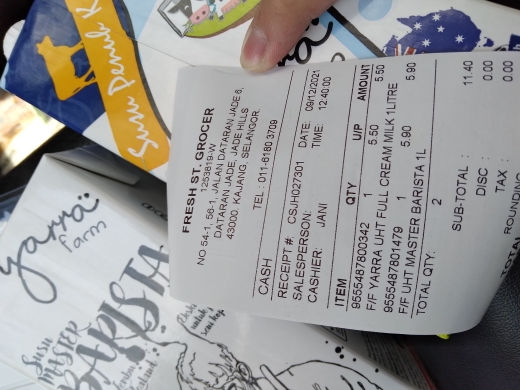 FRESH ST. GROCER
1253819-W
NO 54-1, 56-1, JALAN DATARAN JADE 6,
DATARAN JADE, JADE HILLS
43000, KAJANG, SELANGOR
TEL : 011-6180 3709
CASH
RECEIPT #: CSJH027301 DATE: 09/12/2021
SALESPERSON: TIME: 12:40:00
CASHIER: JANI
ITEM QTY U/P AMOUNT
9555487800342 1 5.50 5.50
F/F YARRA UHT FULL CREAM MILK 1LITRE
9555487801479 1 5.90 5.90
F/F UHT MASTER BARISTA 1L
TOTAL QTY: 2
SUB-TOTAL : 11.40
DISC : 0.00
TAX : 0.00
ROUNDING
TOTAL
Susu Penuh K
yarra
farm
Susu
MASTER
BARISTA
untuk